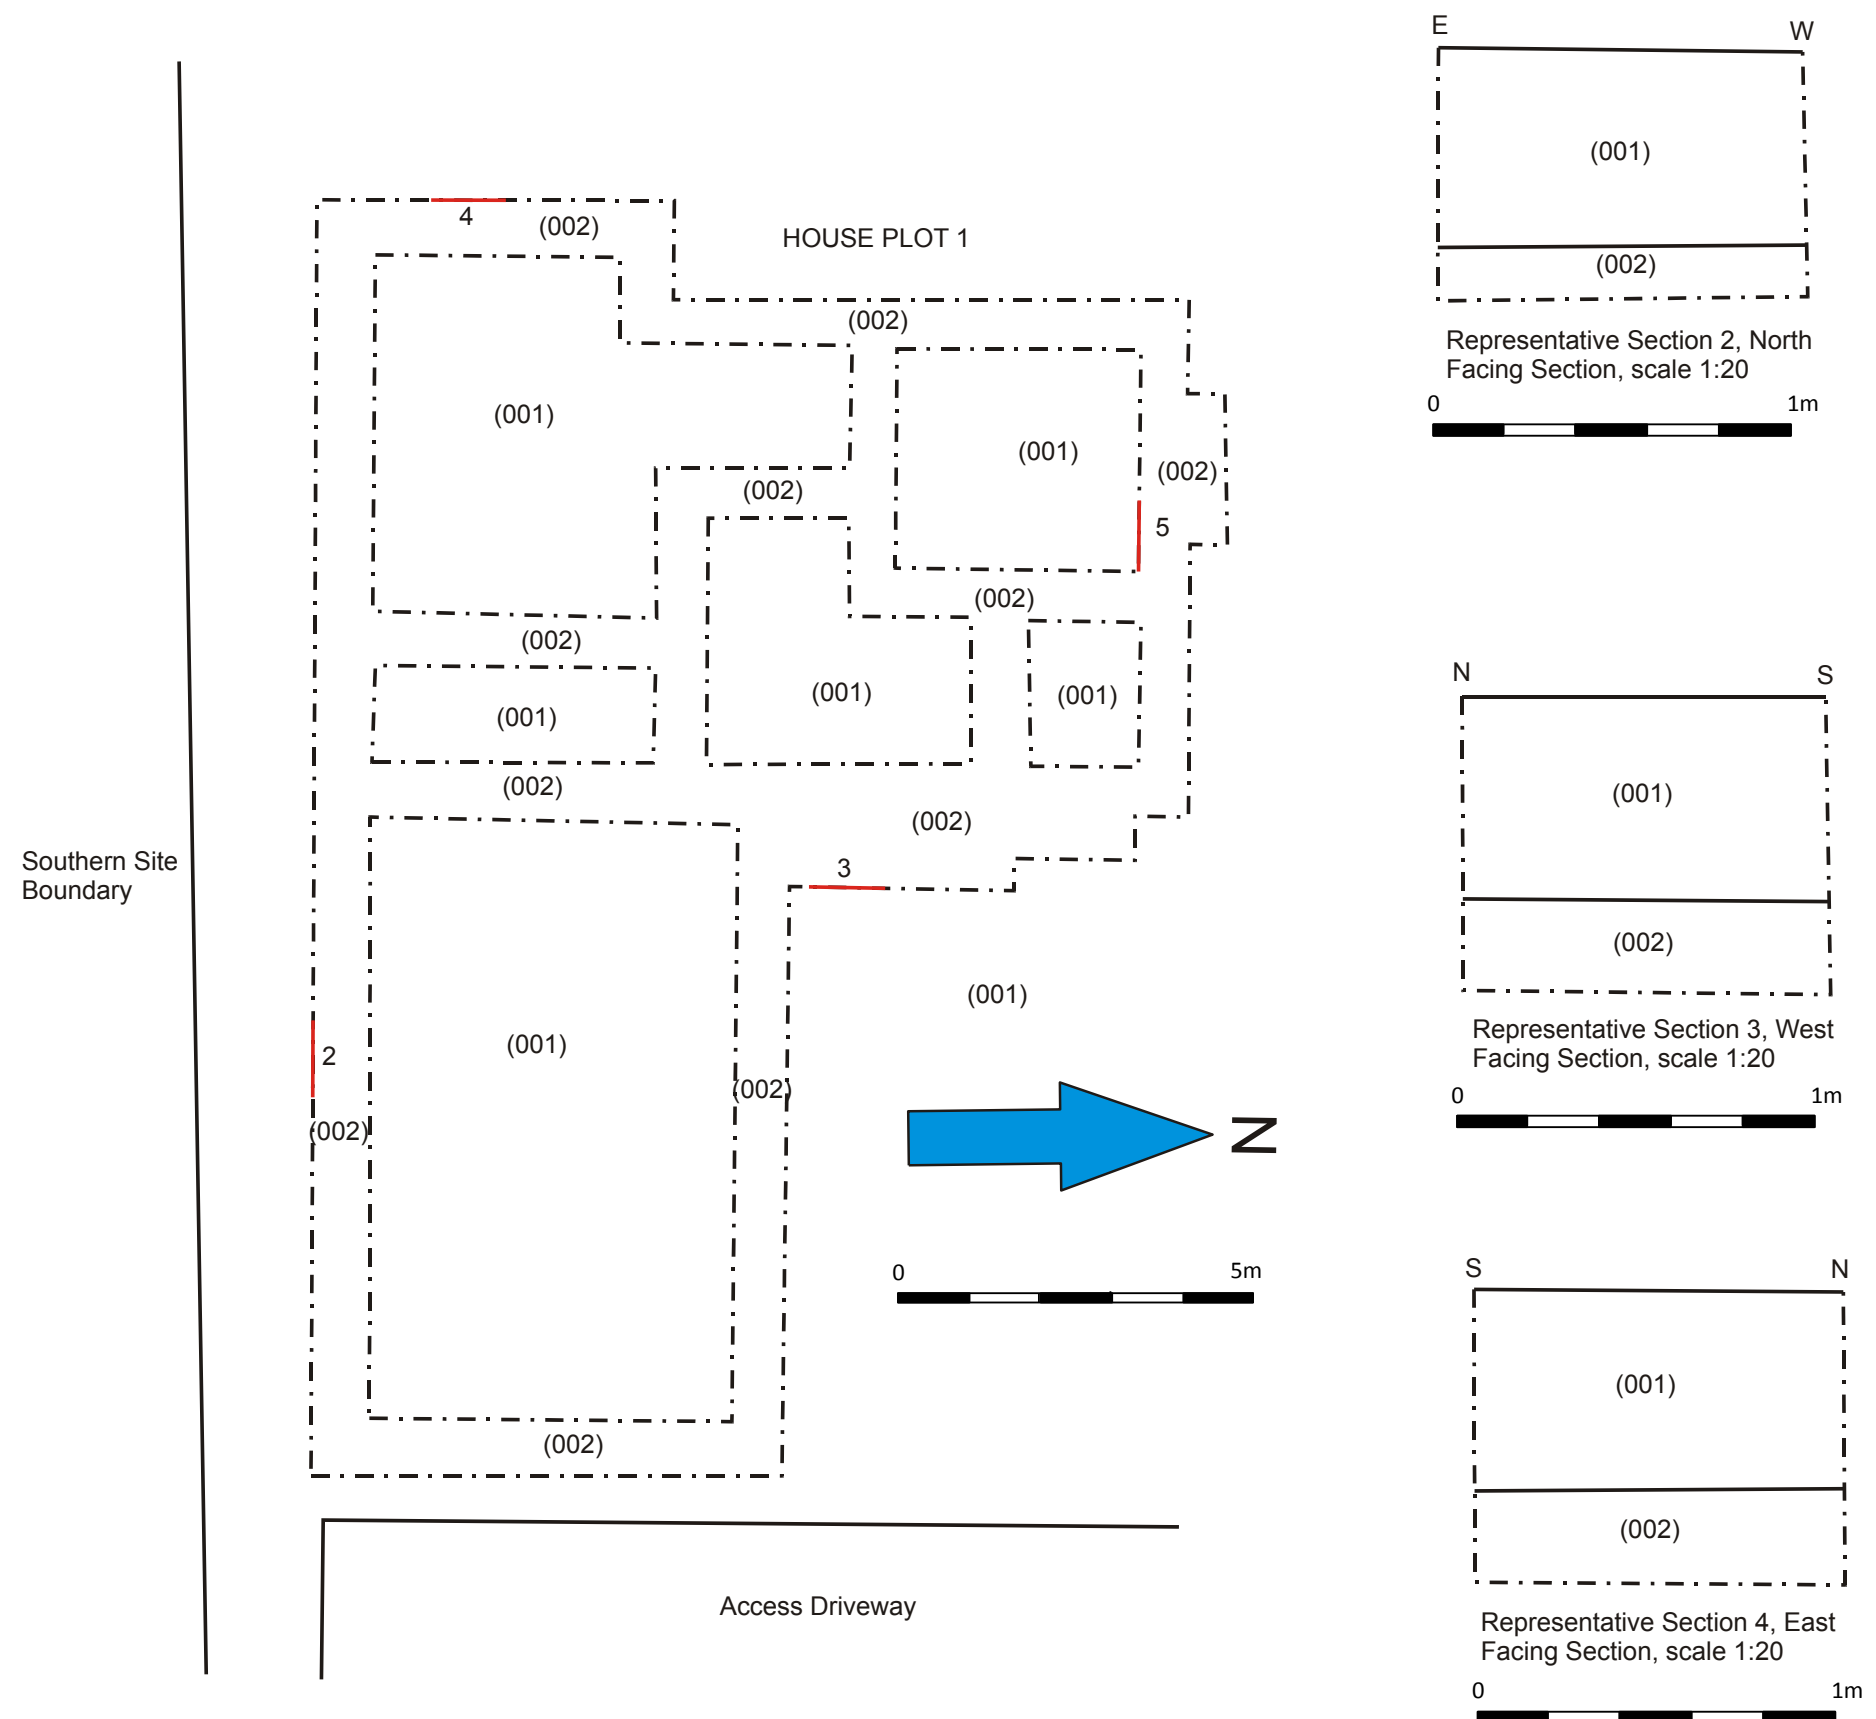 E
W
(001)
(002)
Representative Section 2, North
Facing Section, scale 1:20
0
1m
4
(002)
HOUSE PLOT 1
(002)
(001)
(001)
(002)
(002)
5
(002)
(002)
(001)
(001)
(001)
(002)
(002)
3
Southern Site
Boundary
(001)
(001)
2
(002)
(002)
N
0
5m
(002)
Access Driveway
N
S
(001)
(002)
Representative Section 3, West
Facing Section, scale 1:20
0
1m
S
N
(001)
(002)
Representative Section 4, East
Facing Section, scale 1:20
0
1m